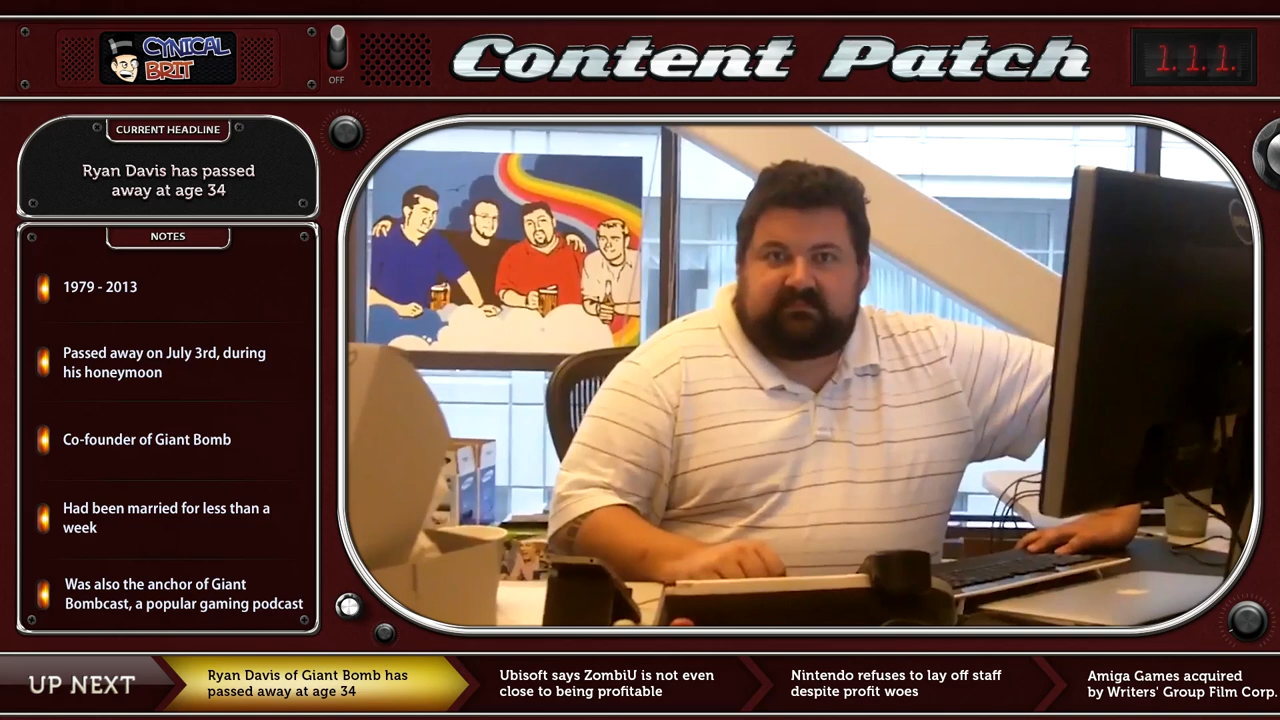 CYNICAL
BRIT
OFF
Content Patch
1.1.1.
CURRENT HEADLINE
Ryan Davis has passed
away at age 34
NOTES
1979 - 2013
Passed away on July 3rd, during
his honeymoon
Co-founder of Giant Bomb
Had been married for less than a
week
Was also the anchor of Giant
Bombcast, a popular gaming podcast
UP NEXT
Ryan Davis of Giant Bomb has
passed away at age 34
Ubisoft says ZombiU is not even
close to being profitable
Nintendo refuses to lay off staff
despite profit woes
Amiga Games acquired
by Writers' Group Film Corp.